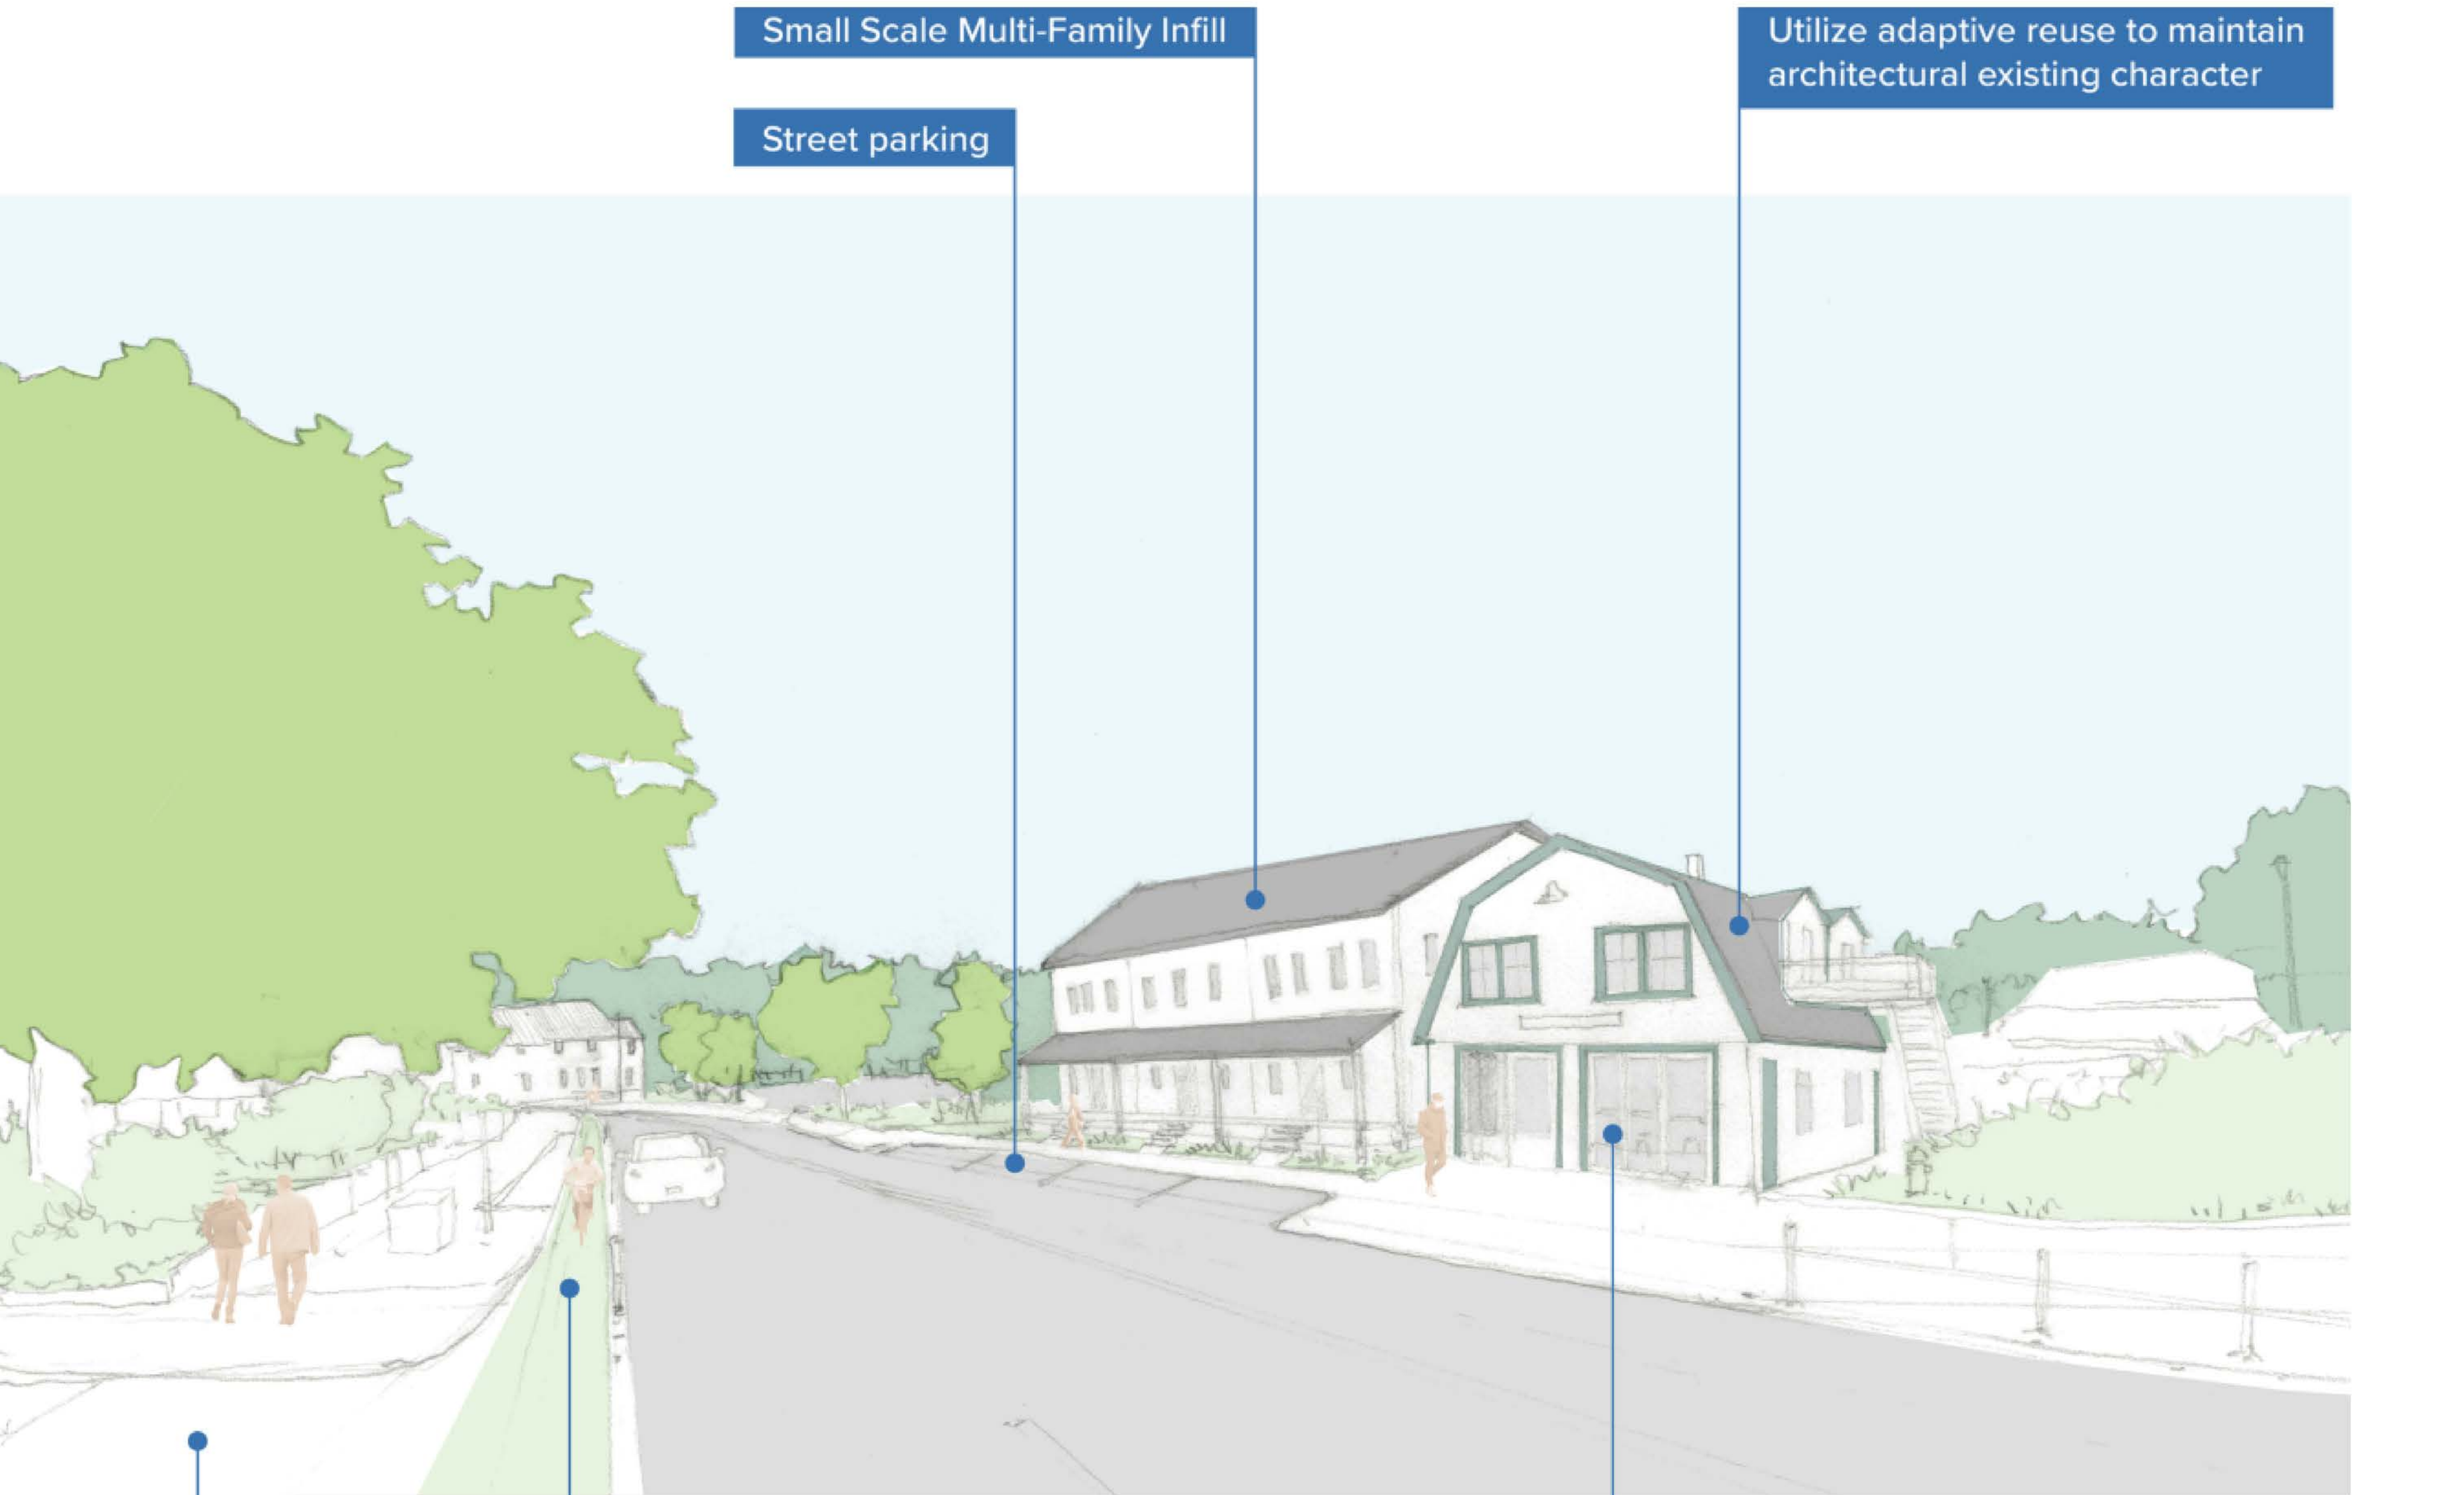 Small Scale Multi-Family Infill
Utilize adaptive reuse to maintain
architectural existing character
Street parking